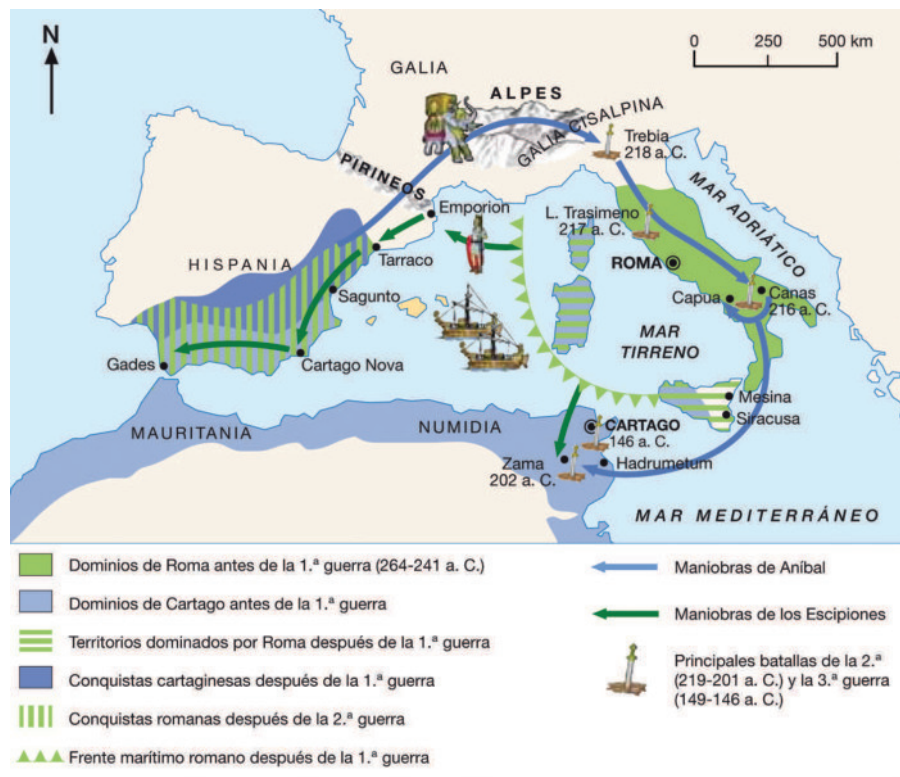 N
0 250 500 km
GALIA
ALPES
GALIA CISALPINA
Trebia
218 a. C.
PIRINEOS
MAR ADRIÁTICO
Emporion
L. Trasimeno
217 a. C.
HISPANIA
Tarraco
ROMA
Sagunto
Capua
Canas
216 a. C.
MAR
TIRRENO
Gades
Cartago Nova
Mesina
Siracusa
MAURITANIA
NUMIDIA
CARTAGO
146 a. C.
Zama
202 a. C.
Hadrumetum
MAR MEDITERRÁNEO
Dominios de Roma antes de la 1.ª guerra (264-241 a. C.)
Dominios de Cartago antes de la 1.ª guerra
Territorios dominados por Roma después de la 1.ª guerra
Conquistas cartaginesas después de la 1.ª guerra
Conquistas romanas después de la 2.ª guerra
Frente marítimo romano después de la 1.ª guerra
Maniobras de Aníbal
Maniobras de los Escipiones
Principales batallas de la 2.ª
(219-201 a. C.) y la 3.ª guerra
(149-146 a. C.)